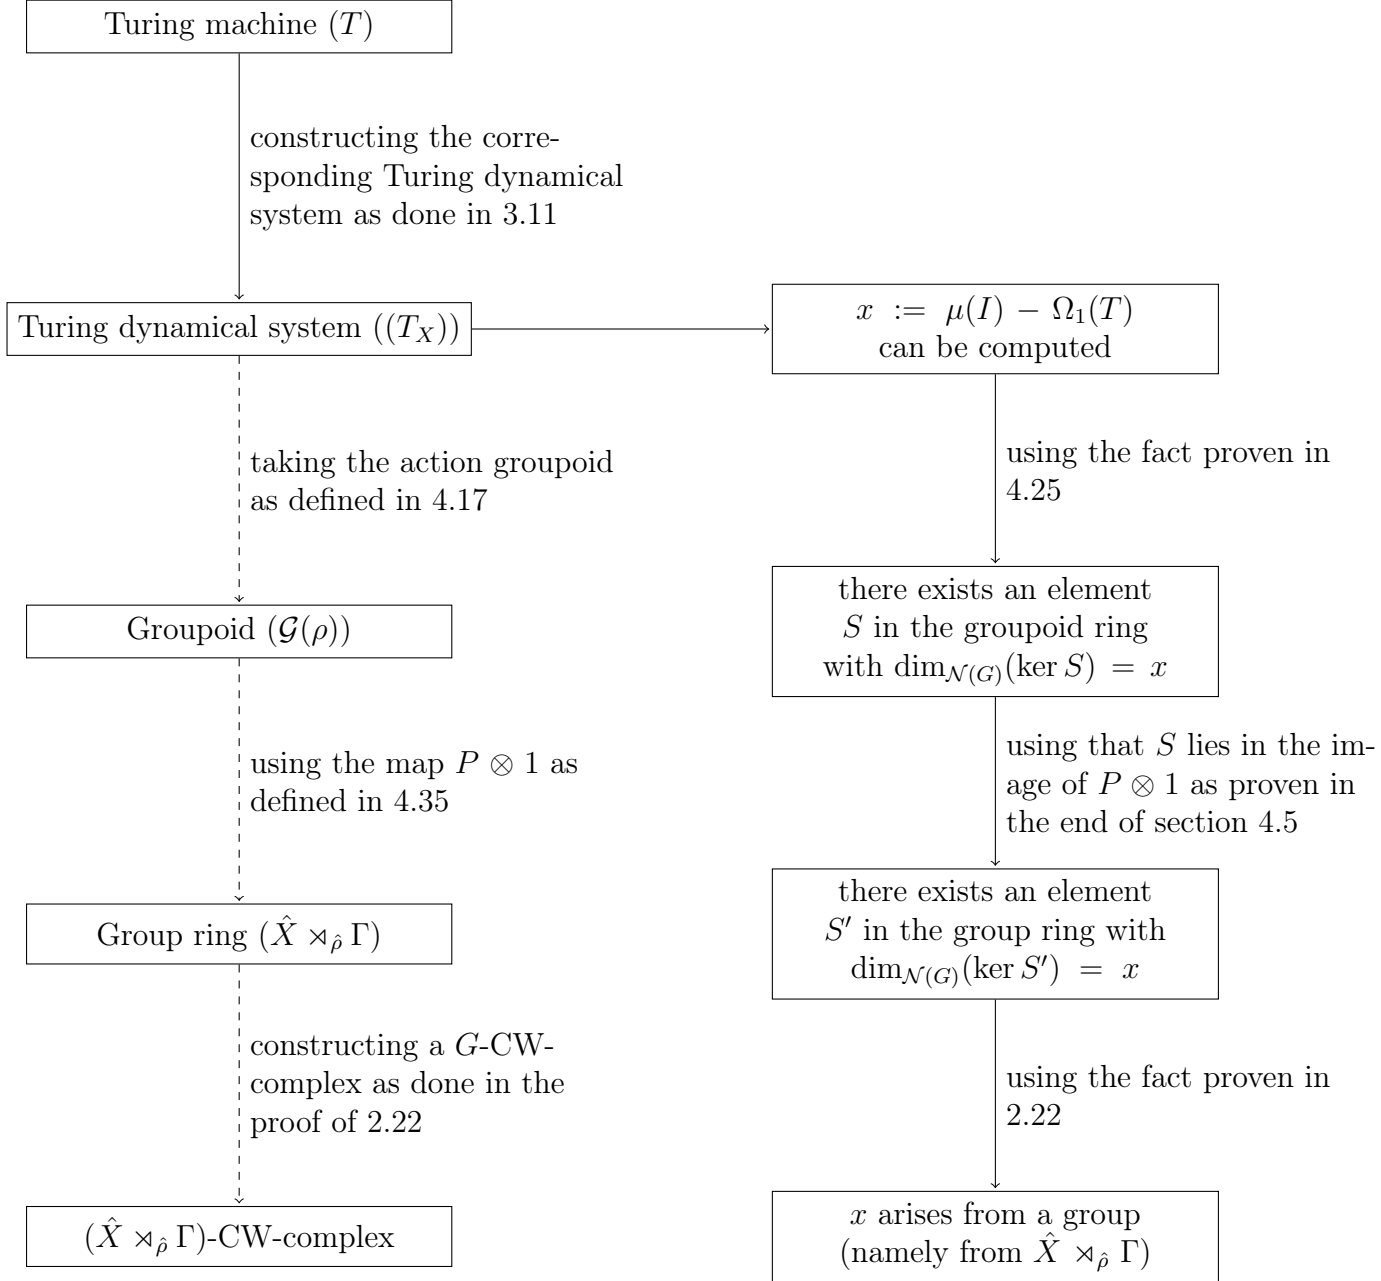 Turing machine (T)
constructing the corre-
sponding Turing dynamical
system as done in 3.11
Turing dynamical system ((T_X))
x := μ(I) − Ω₁(T)
can be computed
taking the action groupoid
as defined in 4.17
using the fact proven in
4.25
Groupoid (𝒢(ρ))
there exists an element
S in the groupoid ring
with dim_{𝒩(G)}(ker S) = x
using the map P ⊗ 1 as
defined in 4.35
using that S lies in the im-
age of P ⊗ 1 as proven in
the end of section 4.5
Group ring (X̂ ⋊_ρ̂ Γ)
there exists an element
S′ in the group ring with
dim_{𝒩(G)}(ker S′) = x
constructing a G-CW-
complex as done in the
proof of 2.22
using the fact proven in
2.22
(X̂ ⋊_ρ̂ Γ)-CW-complex
x arises from a group
(namely from X̂ ⋊_ρ̂ Γ)